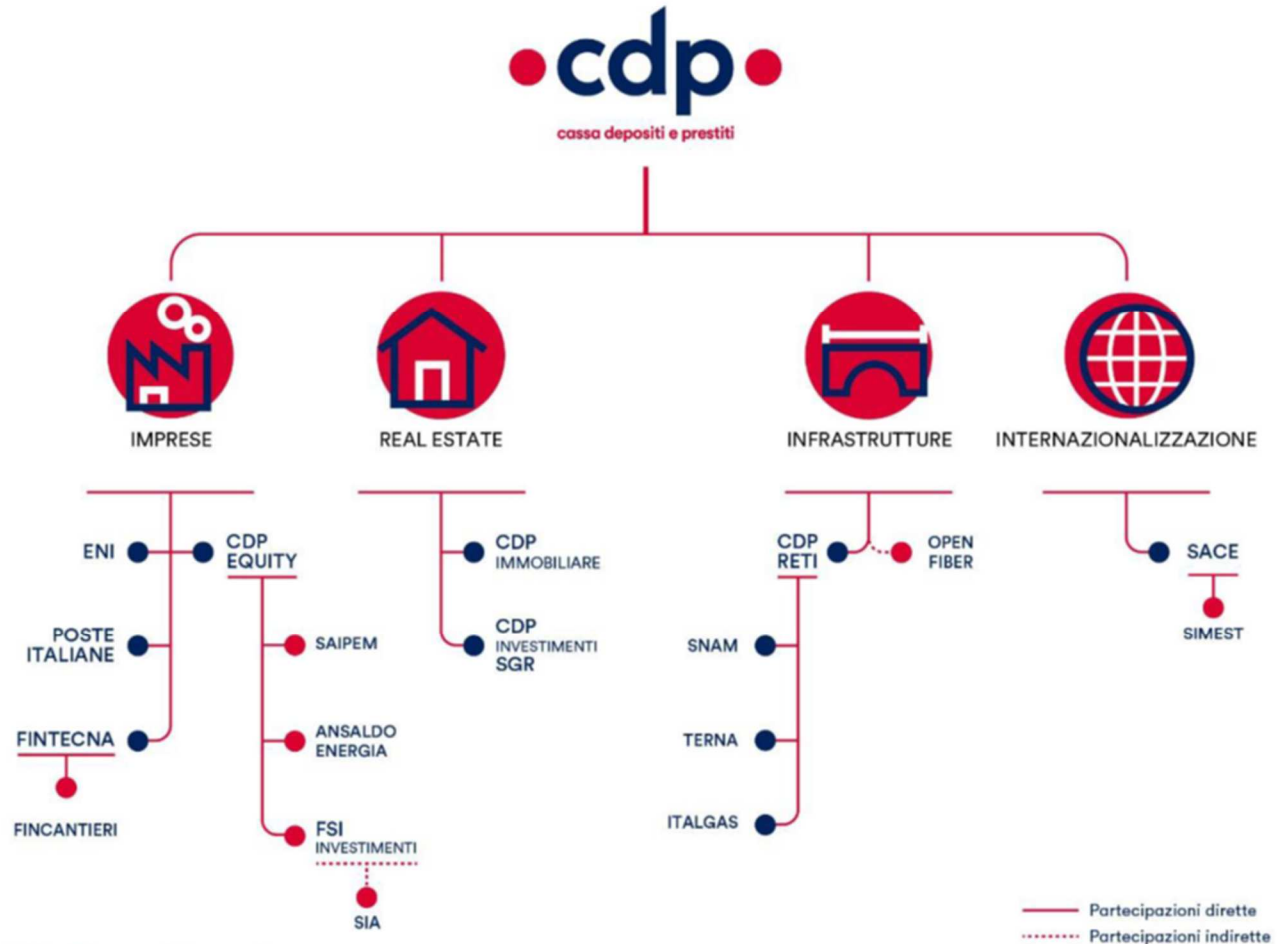 cdp
cassa depositi e prestiti
IMPRESE
REAL ESTATE
INFRASTRUTTURE
INTERNAZIONALIZZAZIONE
ENI
CDP
EQUITY
POSTE
ITALIANE
SAIPEM
FINTECNA
ANSALDO
ENERGIA
FINCANTIERI
FSI
INVESTIMENTI
SIA
CDP
IMMOBILIARE
CDP
INVESTIMENTI
SGR
CDP
RETI
OPEN
FIBER
SNAM
TERNA
ITALGAS
SACE
SIMEST
Partecipazioni dirette
Partecipazioni indirette